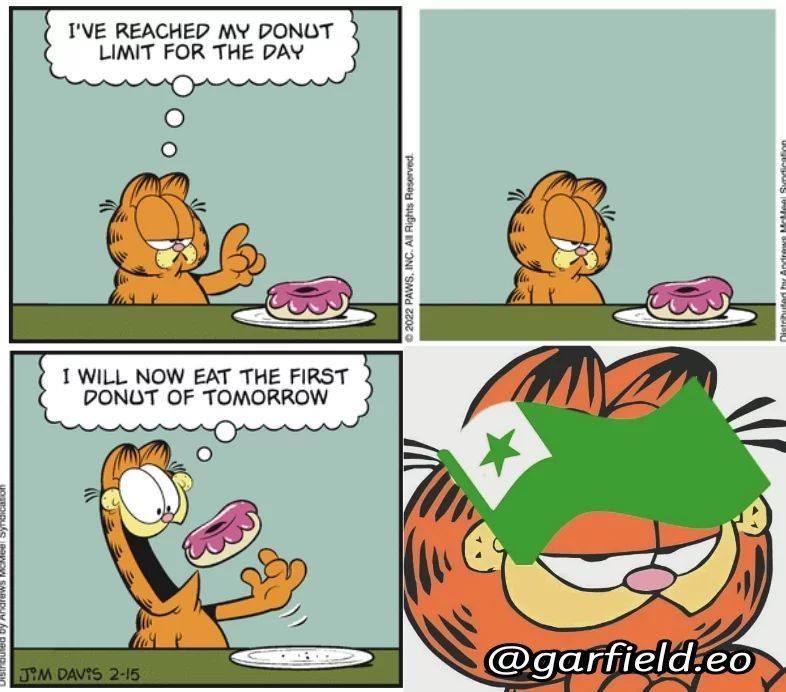 I'VE REACHED MY DONUT
LIMIT FOR THE DAY
© 2022 PAWS, INC. All Rights Reserved.
Distributed by Andrews McMeel Syndication
I WILL NOW EAT THE FIRST
DONUT OF TOMORROW
Distributed by Andrews McMeel Syndication
JIM DAVIS 2-15
@garfield.eo